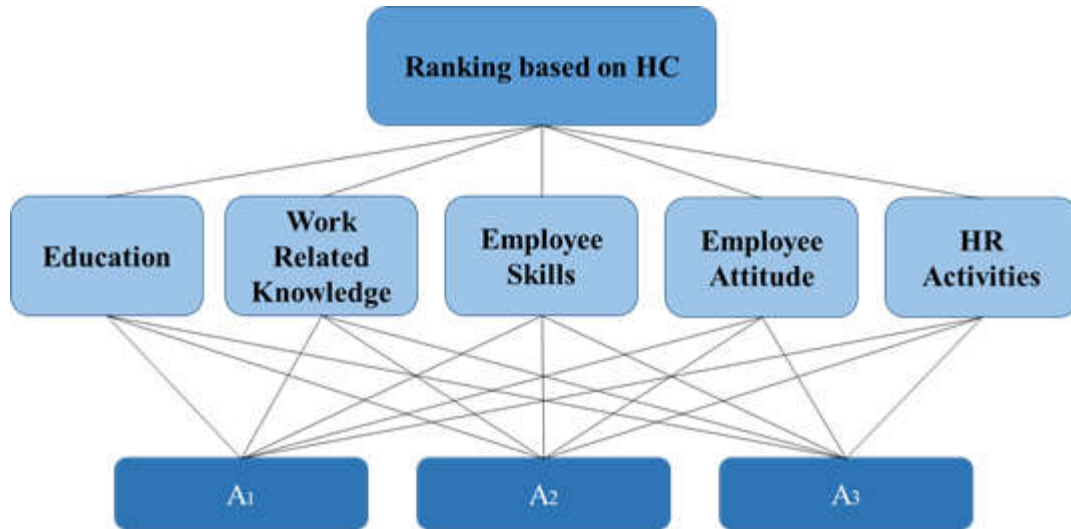 Ranking based on HC
Education
Work
Related
Knowledge
Employee
Skills
Employee
Attitude
HR
Activities
A1
A2
A3